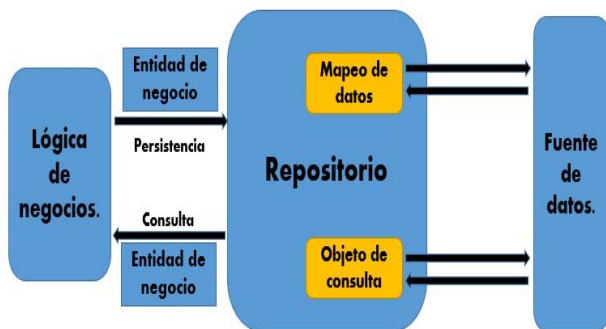 Entidad de
negocio
Persistencia
Lógica
de
negocios.
Consulta
Entidad de
negocio
Repositorio
Mapeo de
datos
Objeto de
consulta
Fuente
de
datos.